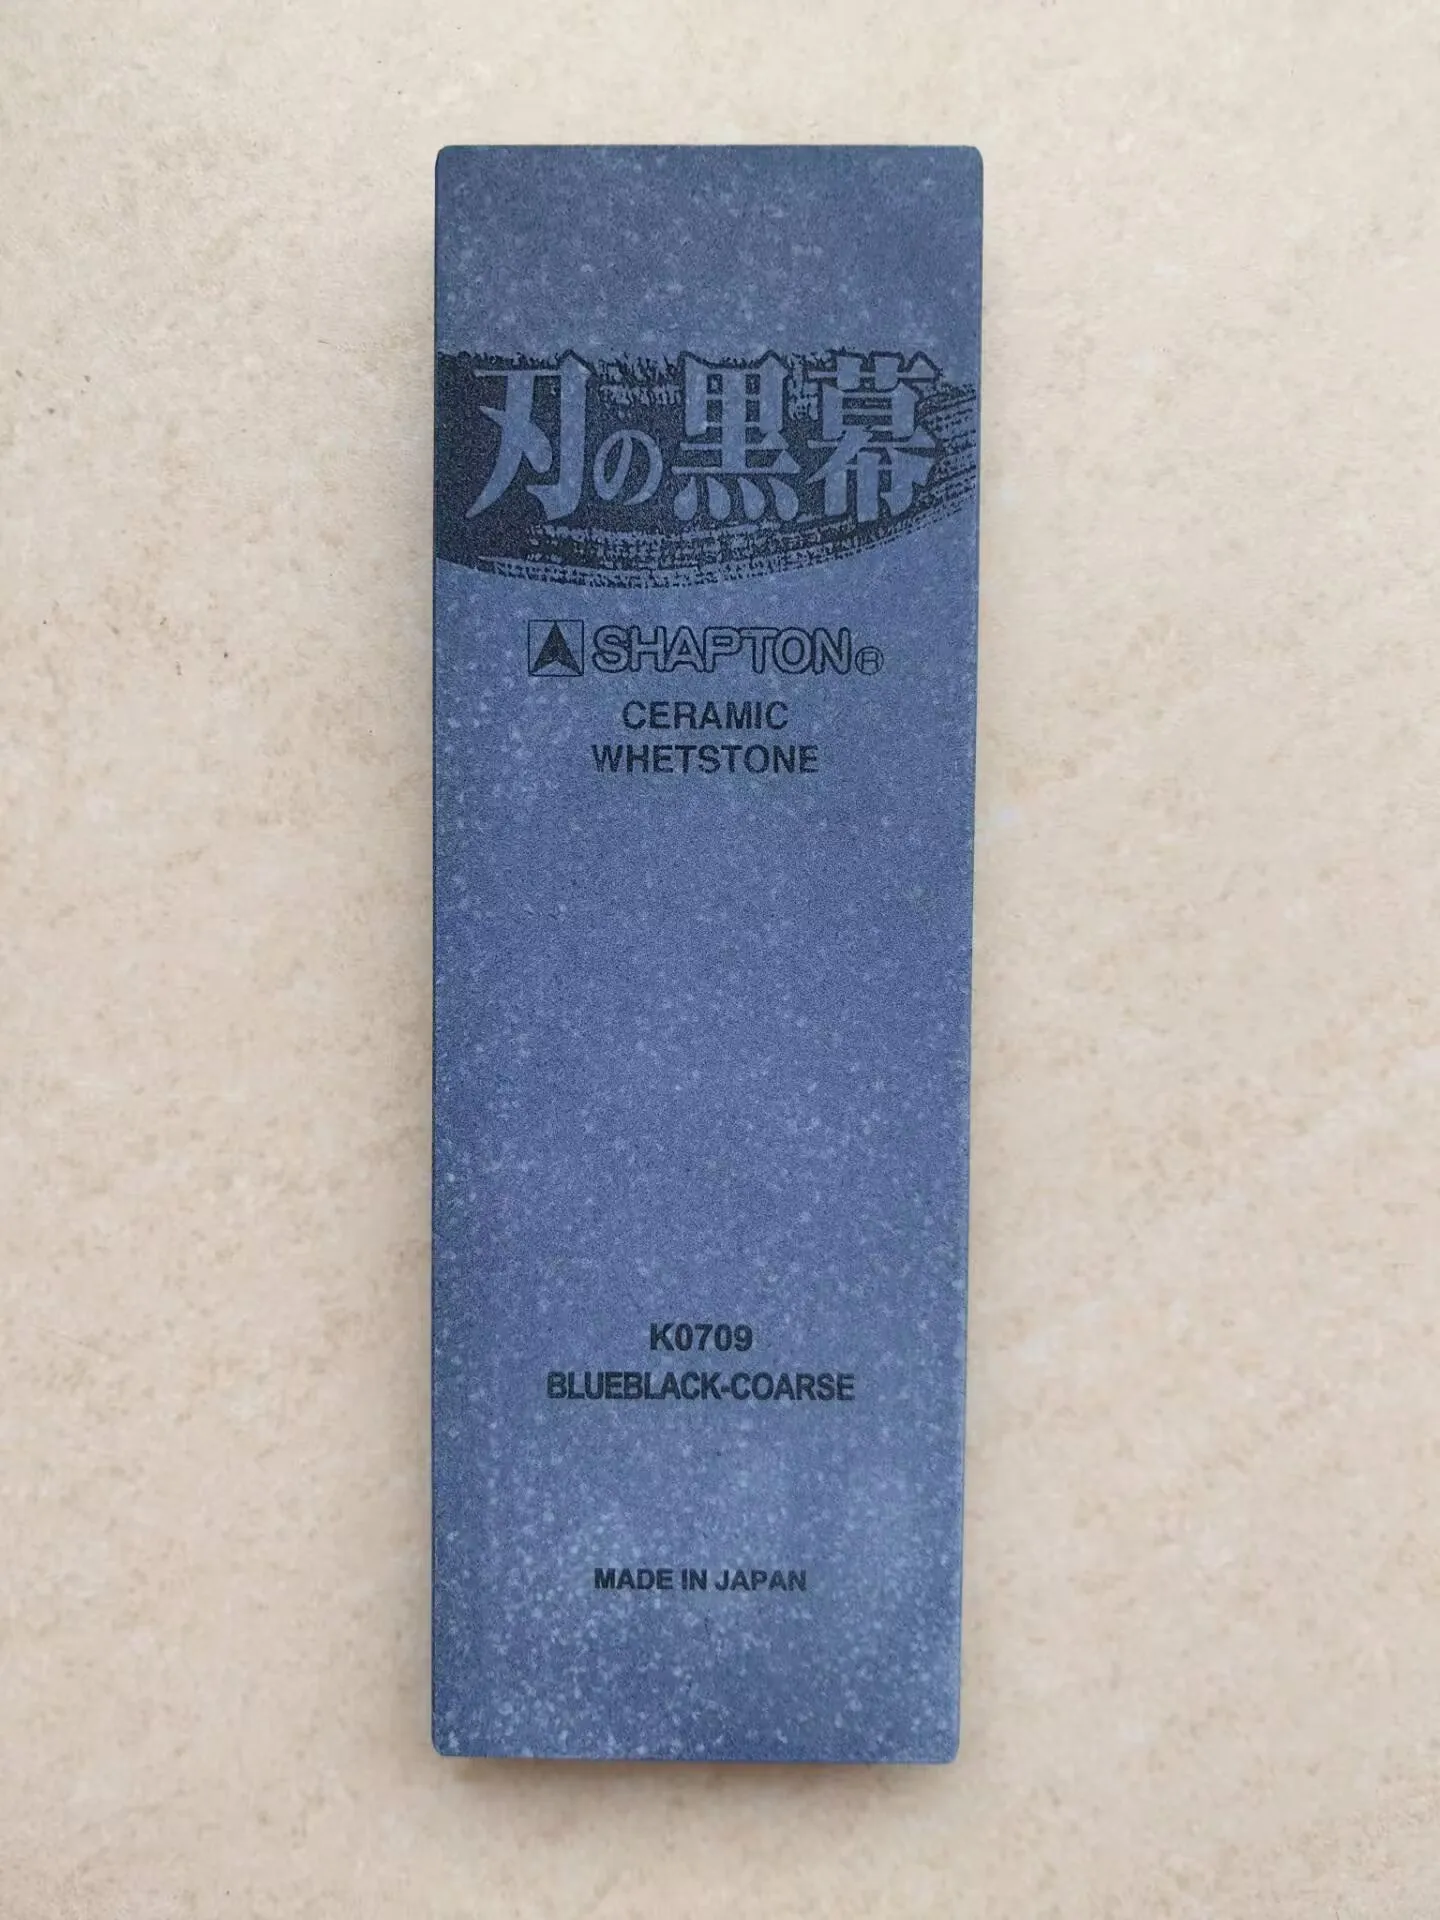 刃の黒幕
SHAPTON®
CERAMIC
WHETSTONE
K0709
BLUEBLACK-COARSE
MADE IN JAPAN